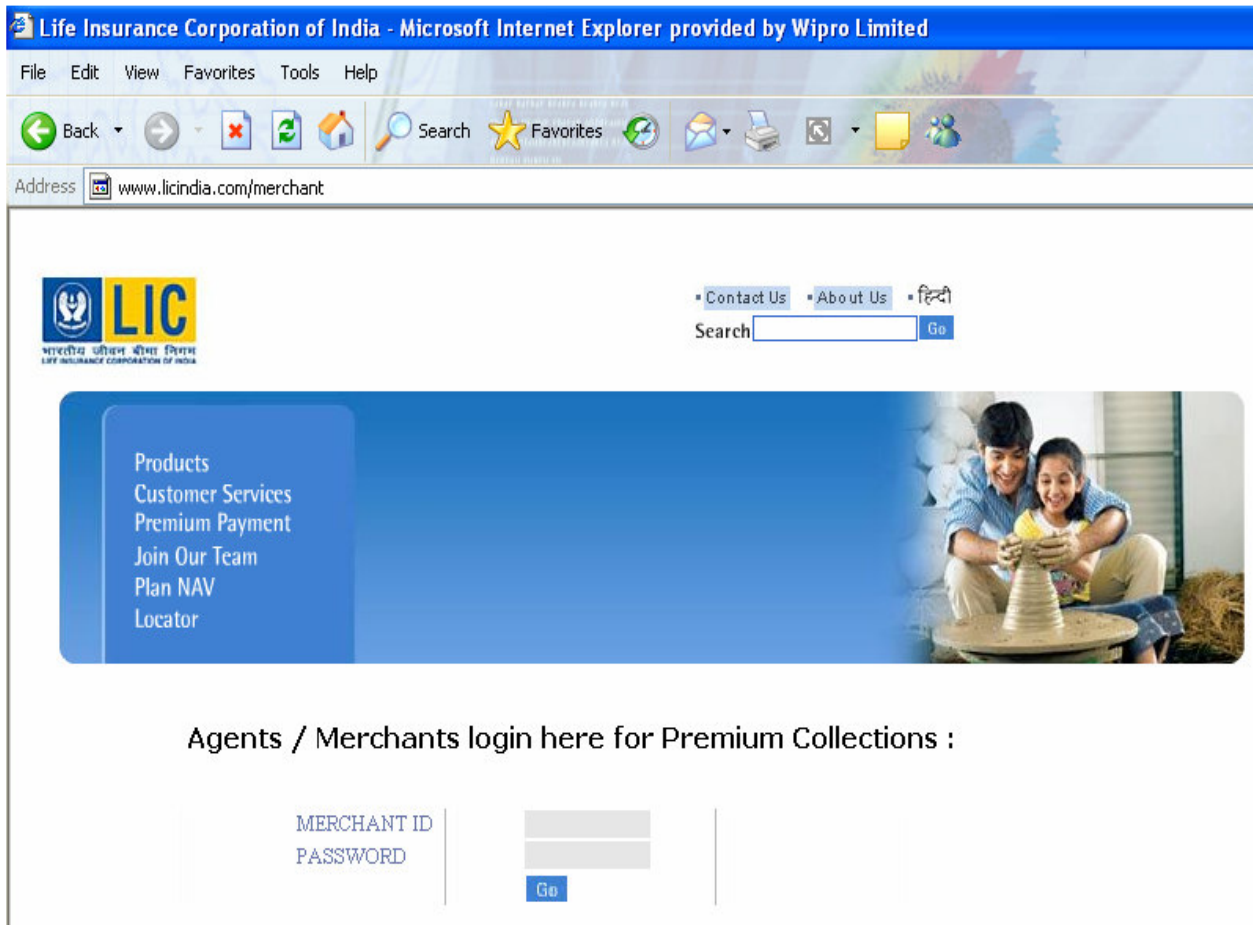 Life Insurance Corporation of India - Microsoft Internet Explorer provided by Wipro Limited
File Edit View Favorites Tools Help
Back Search Favorites
Address www.licindia.com/merchant
LIC
भारतीय जीवन बीमा निगम
LIFE INSURANCE CORPORATION OF INDIA
Contact Us About Us हिन्दी
Search Go
Products
Customer Services
Premium Payment
Join Our Team
Plan NAV
Locator
Agents / Merchants login here for Premium Collections :
MERCHANT ID
PASSWORD
Go